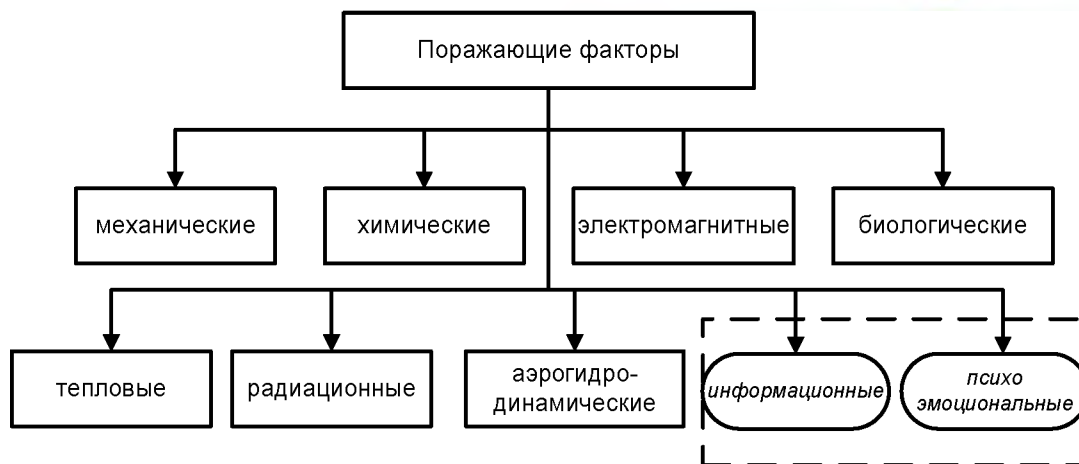 Поражающие факторы
механические
химические
электромагнитные
биологические
тепловые
радиационные
аэрогидро-
динамические
информационные
психо
эмоциональные